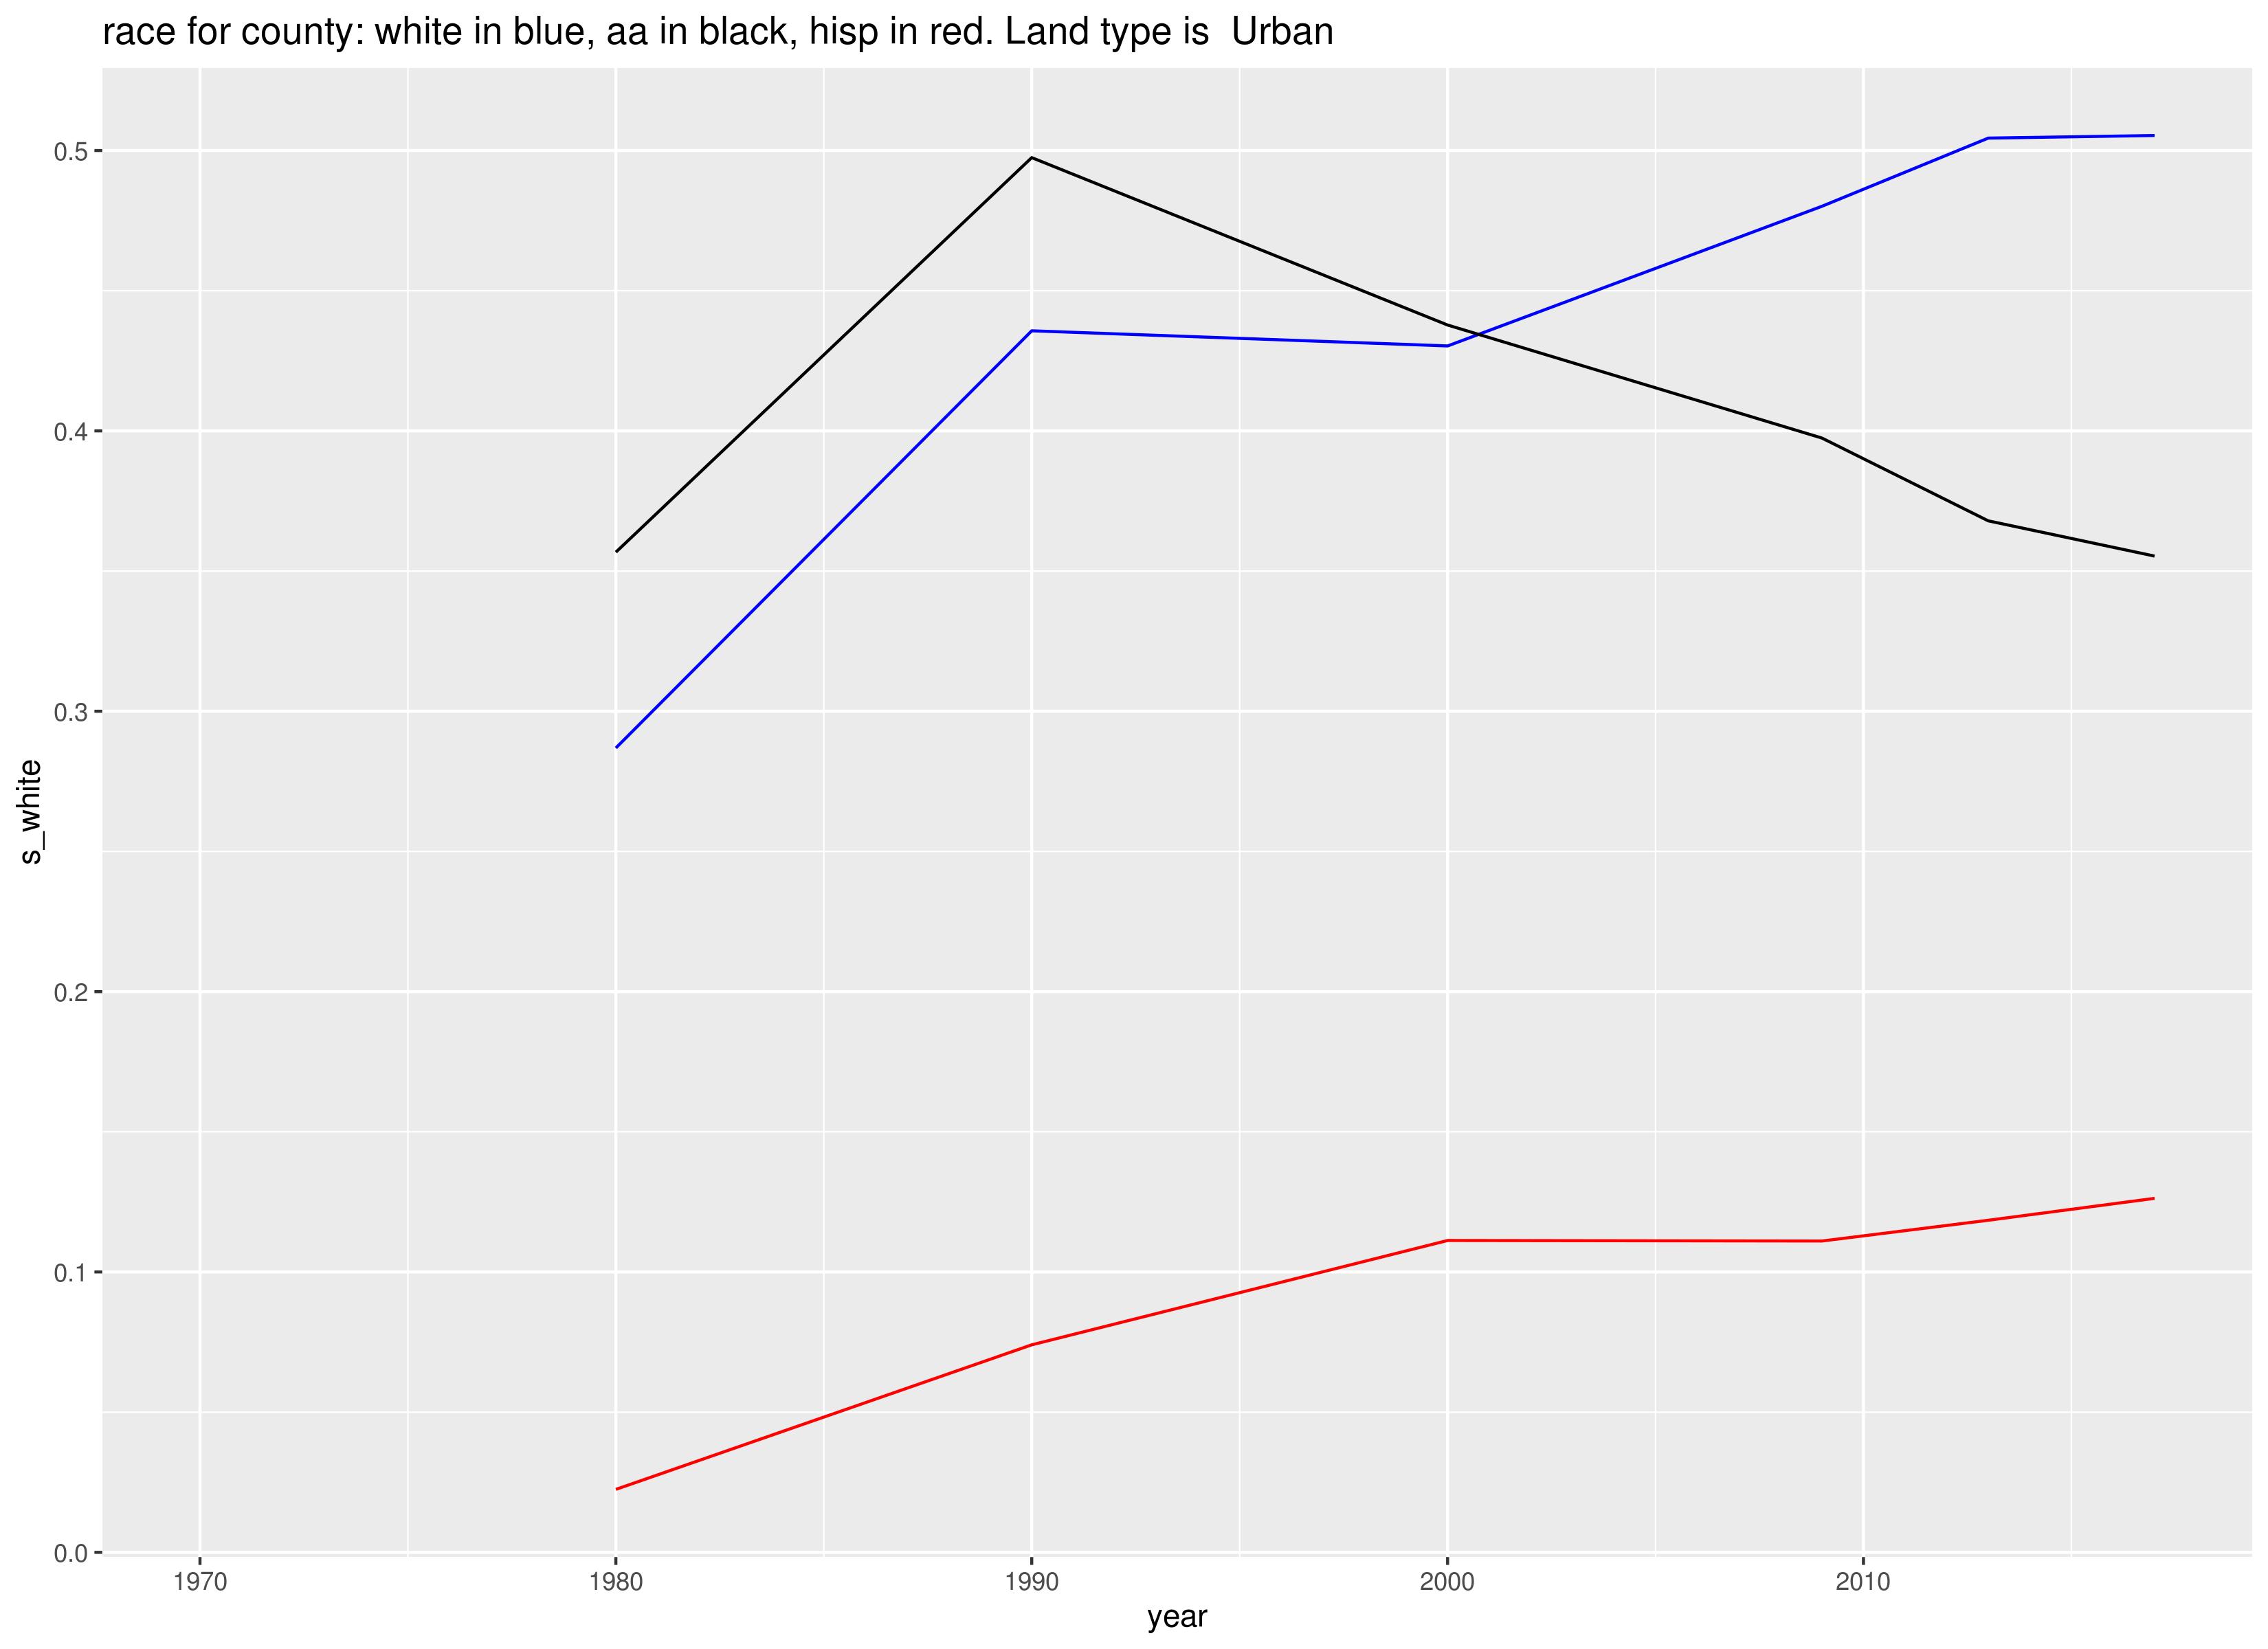 race for county: white in blue, aa in black, hisp in red. Land type is  Urban
0.5
0.4
0.3
0.2
0.1
0.0
s_white
1970 1980 1990 2000 2010
year